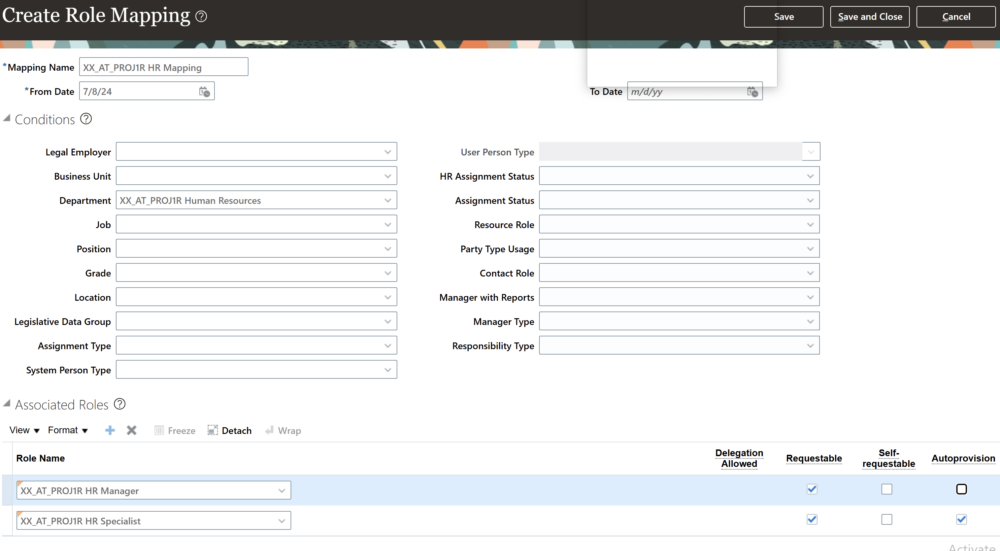 Create Role Mapping ?
Save Save and Close Cancel
*Mapping Name XX_AT_PROJ1R HR Mapping
*From Date 7/8/24 To Date m/d/yy
Conditions ?
Legal Employer User Person Type
Business Unit HR Assignment Status
Department XX_AT_PROJ1R Human Resources Assignment Status
Job Resource Role
Position Party Type Usage
Grade Contact Role
Location Manager with Reports
Legislative Data Group Manager Type
Assignment Type Responsibility Type
System Person Type
Associated Roles ?
View Format Freeze Detach Wrap
Role Name Delegation Allowed Requestable Self-requestable Autoprovision
XX_AT_PROJ1R HR Manager
XX_AT_PROJ1R HR Specialist
Activate